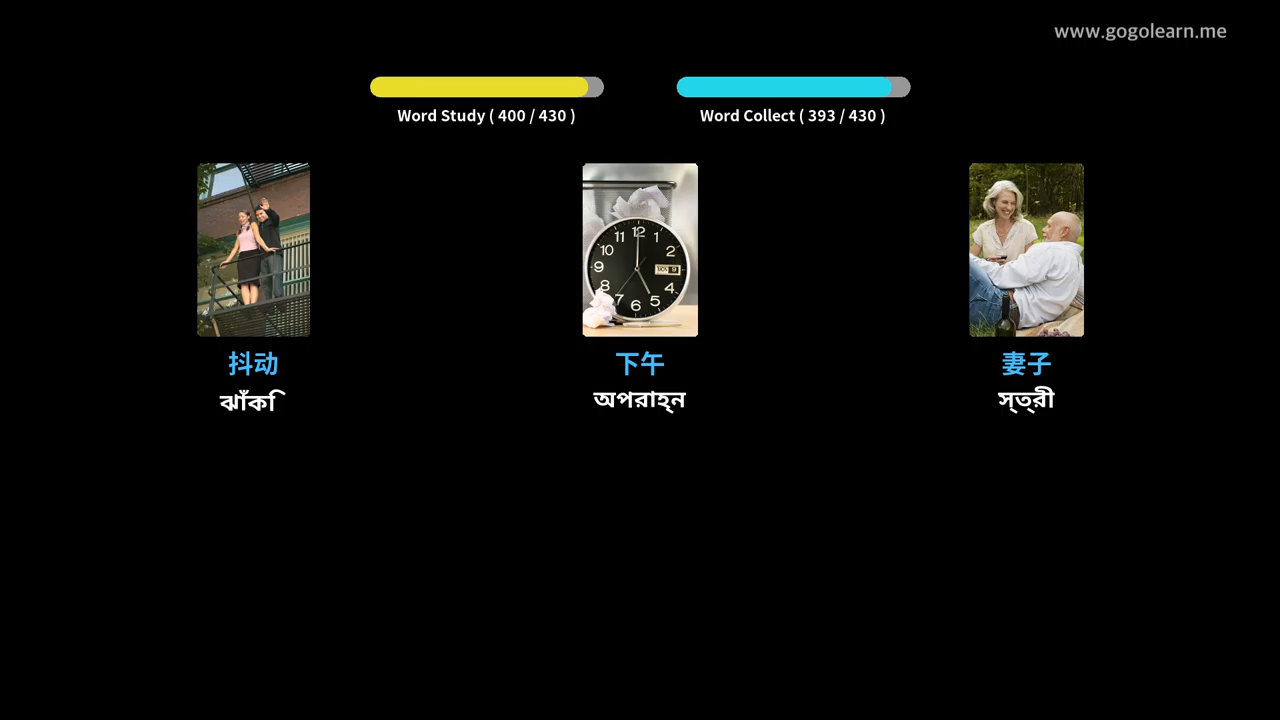 www.gogolearn.me
Word Study ( 400 / 430 )
Word Collect ( 393 / 430 )
抖动
下午
妻子
ঝাঁকি
অপরাহ্ন
স্ত্রী